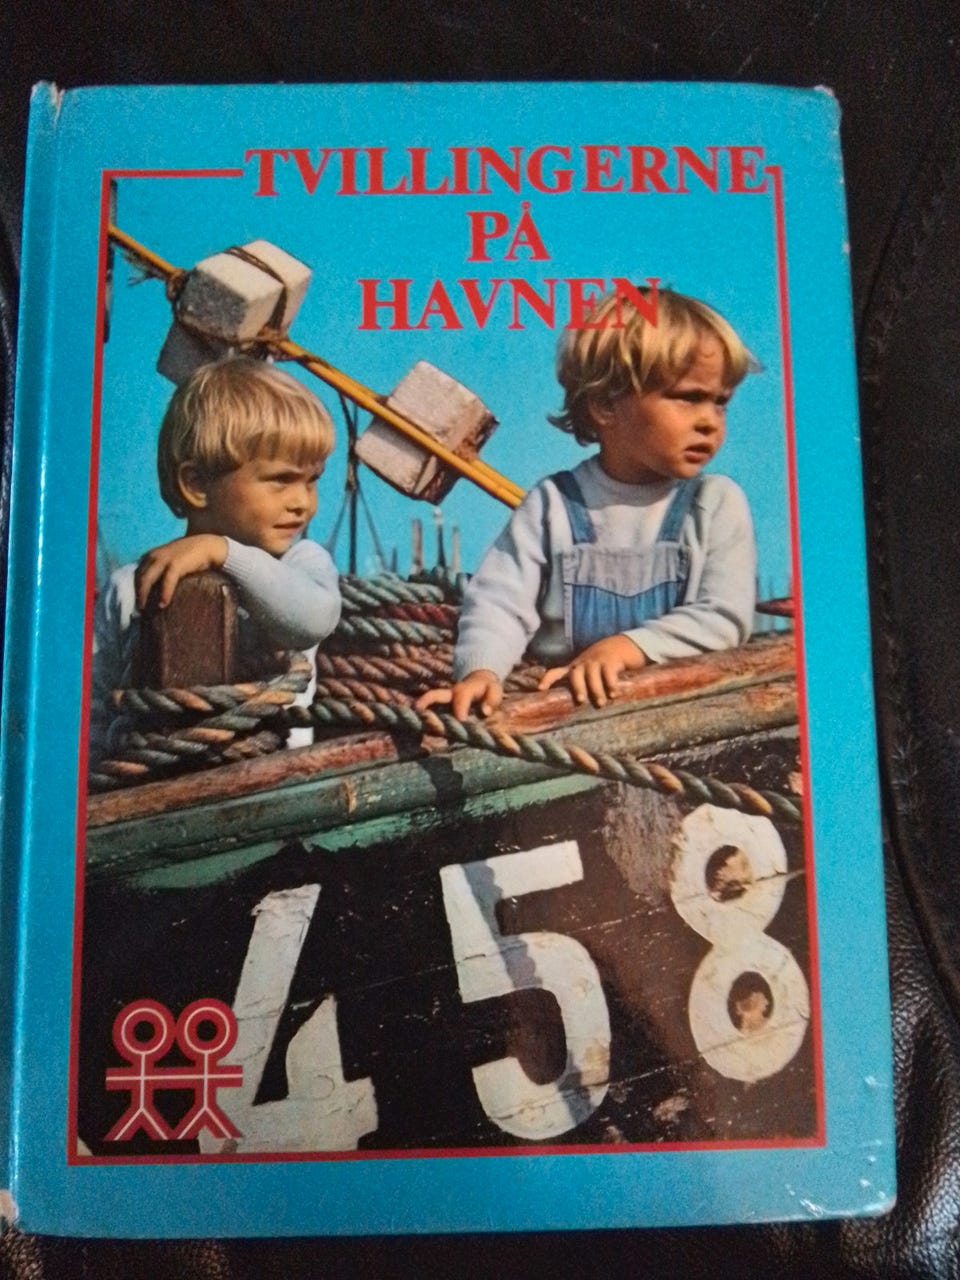 TVILLINGERNE
PÅ
HAVNEN
458